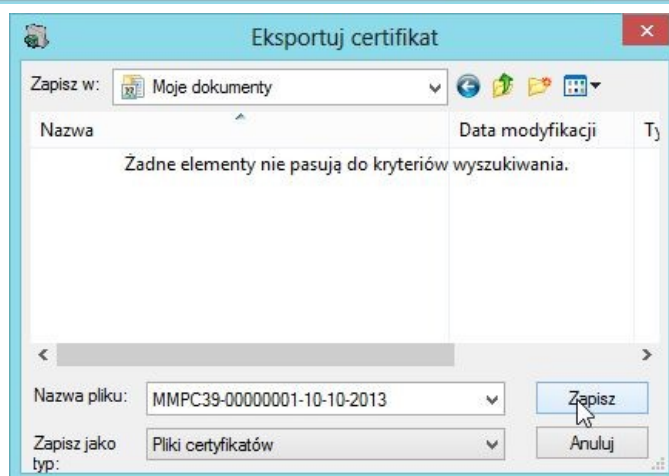 Eksportuj certifikat
Zapisz w: Moje dokumenty
Nazwa Data modyfikacji
Żadne elementy nie pasują do kryteriów wyszukiwania.
Nazwa pliku: MMPC39-00000001-10-10-2013 Zapisz
Zapisz jako typ: Pliki certyfikatów Anuluj